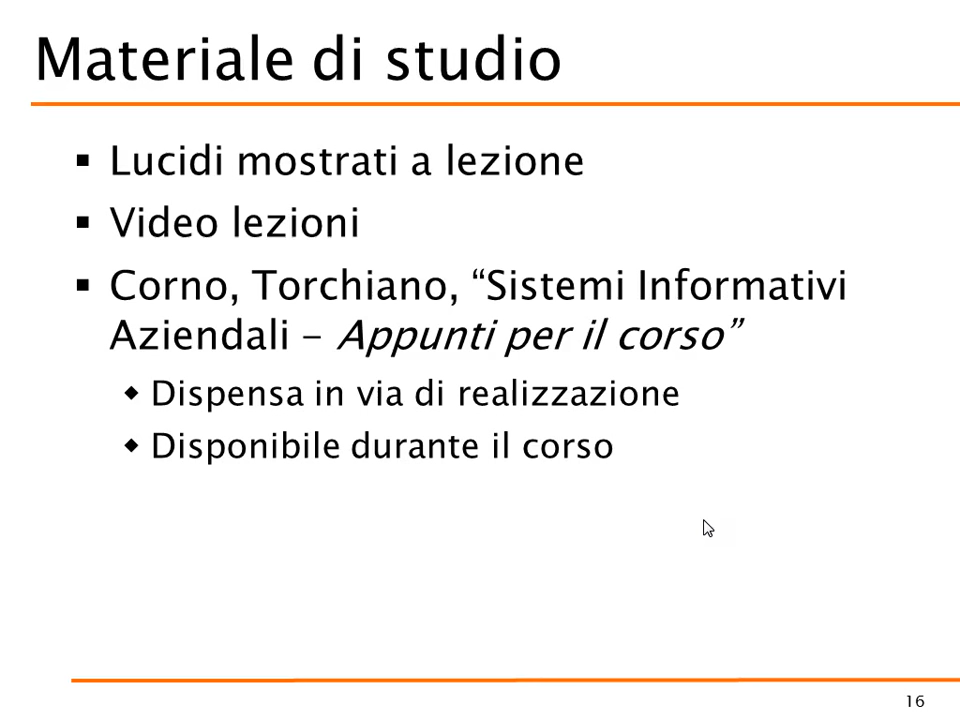 Materiale di studio
Lucidi mostrati a lezione
Video lezioni
Corno, Torchiano, “Sistemi Informativi
Aziendali – Appunti per il corso”
Dispensa in via di realizzazione
Disponibile durante il corso
16